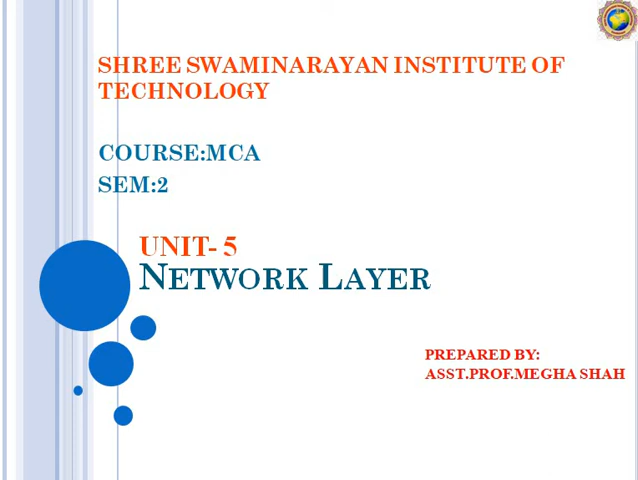 SHREE SWAMINARAYAN INSTITUTE OF
TECHNOLOGY
COURSE:MCA
SEM:2
UNIT- 5
NETWORK LAYER
PREPARED BY:
ASST.PROF.MEGHA SHAH